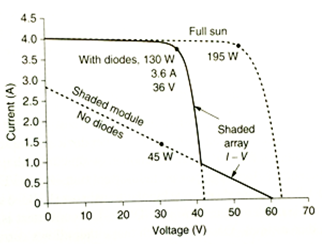 4.5
4.0
3.5
3.0
2.5
2.0
1.5
1.0
0.5
0
Current (A)
Full sun
With diodes, 130 W
3.6 A
36 V
195 W
Shaded module
No diodes
45 W
Shaded
array
I – V
0
10
20
30
40
50
60
70
Voltage (V)